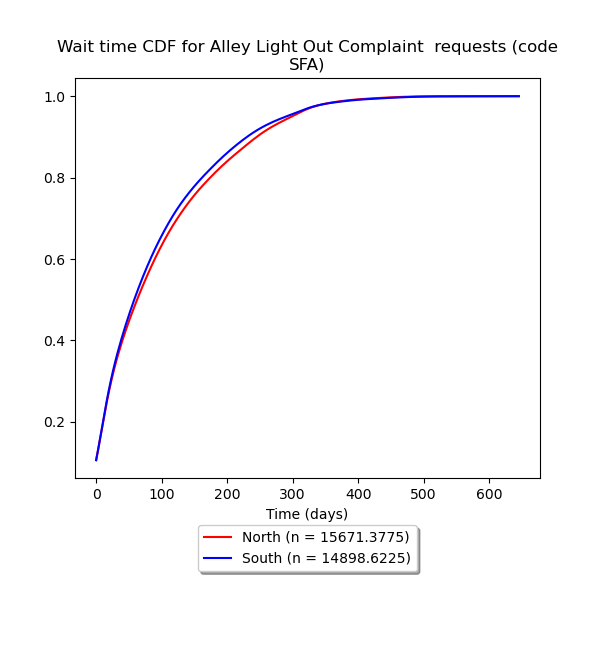 Wait time CDF for Alley Light Out Complaint  requests (code
SFA)
1.0
0.8
0.6
0.4
0.2
0 100 200 300 400 500 600
Time (days)
North (n = 15671.3775)
South (n = 14898.6225)